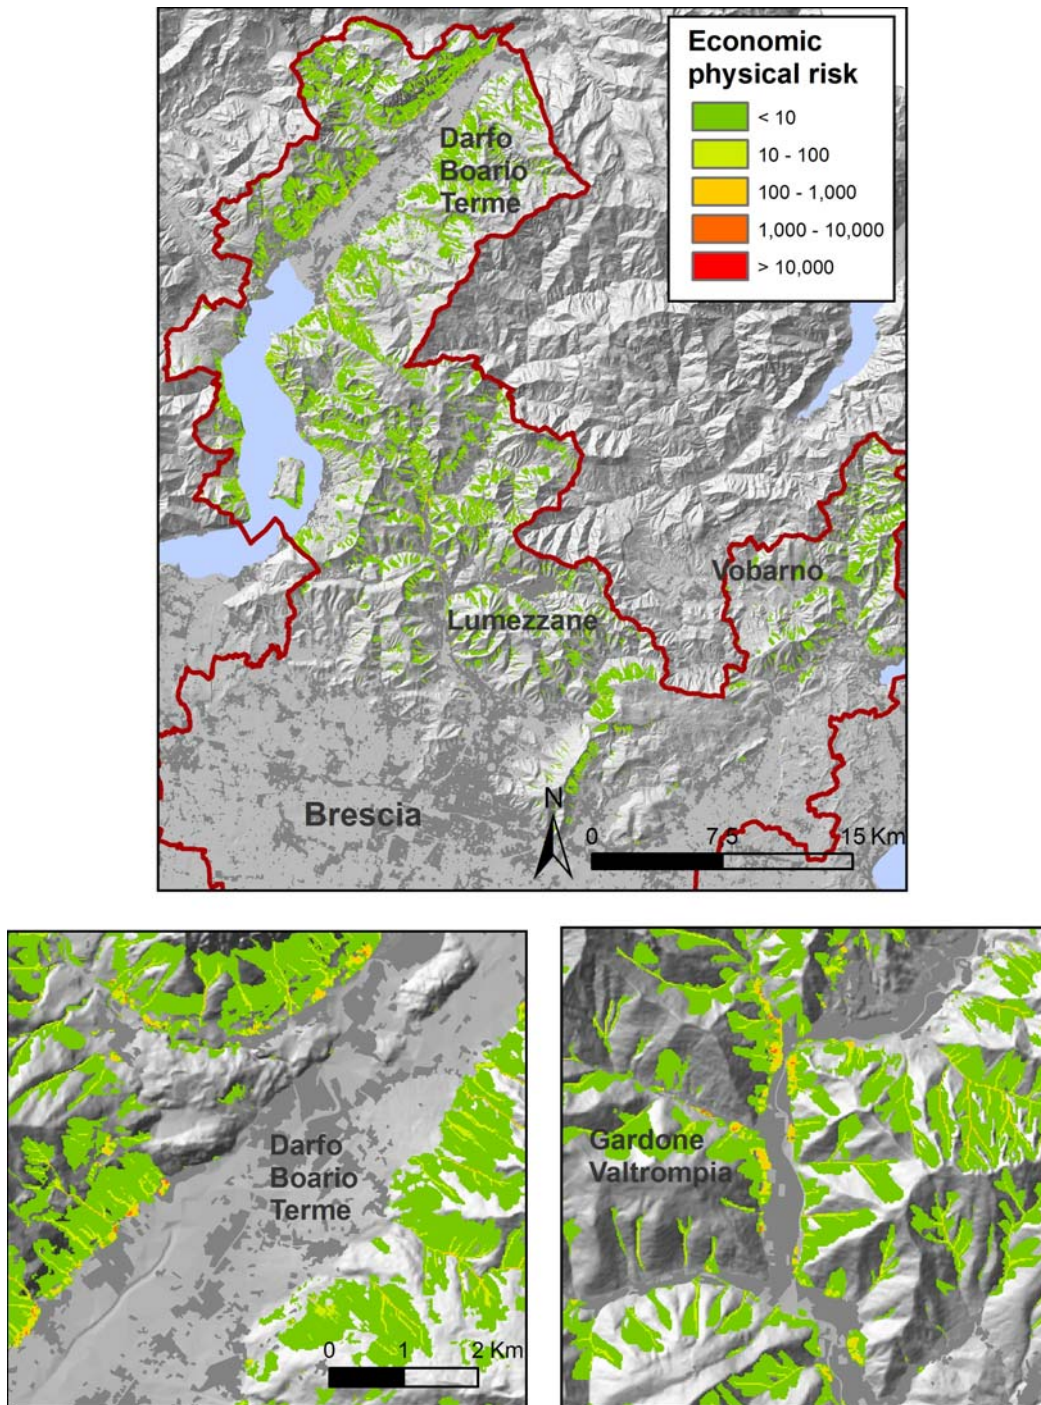 Economic
physical risk
< 10
10 - 100
100 - 1,000
1,000 - 10,000
> 10,000
Darfo
Boario
Terme
Vobarno
Lumezzane
Brescia
N
0 7,5 15 Km
Darfo
Boario
Terme
0 1 2 Km
Gardone
Valtrompia